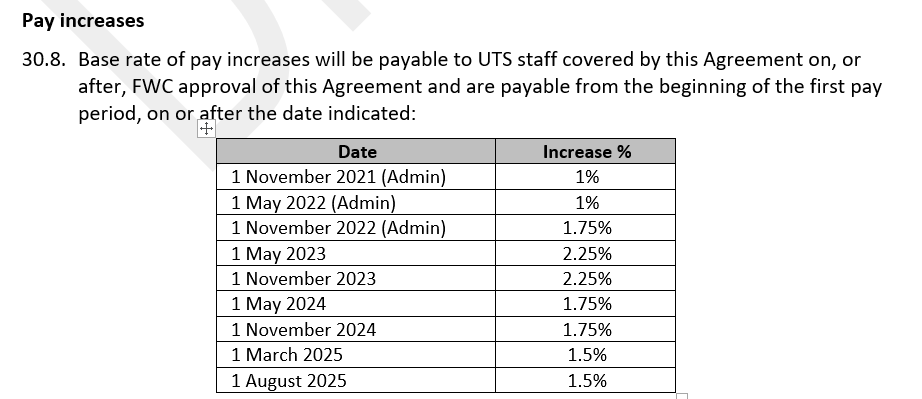 Pay increases
30.8. Base rate of pay increases will be payable to UTS staff covered by this Agreement on, or
after, FWC approval of this Agreement and are payable from the beginning of the first pay
period, on or after the date indicated:
Date Increase %
1 November 2021 (Admin) 1%
1 May 2022 (Admin) 1%
1 November 2022 (Admin) 1.75%
1 May 2023 2.25%
1 November 2023 2.25%
1 May 2024 1.75%
1 November 2024 1.75%
1 March 2025 1.5%
1 August 2025 1.5%